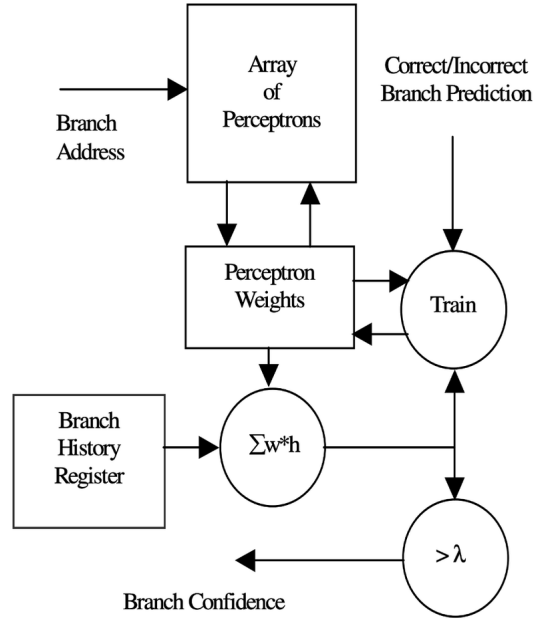 Array
of
Perceptrons
Correct/Incorrect
Branch Prediction
Branch
Address
Perceptron
Weights
Train
Branch
History
Register
∑w*h
> λ
Branch Confidence